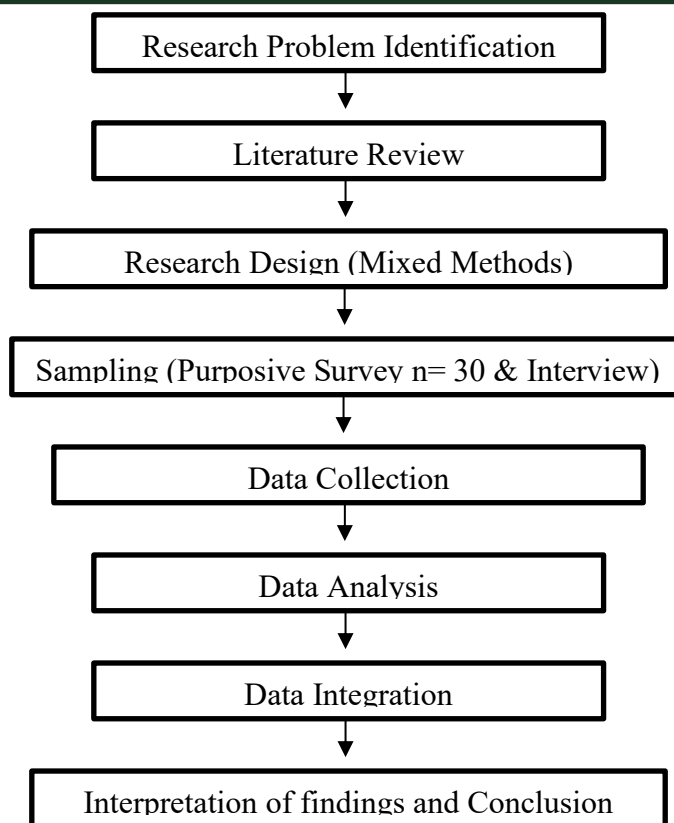 Research Problem Identification
Literature Review
Research Design (Mixed Methods)
Sampling (Purposive Survey n= 30 & Interview)
Data Collection
Data Analysis
Data Integration
Interpretation of findings and Conclusion